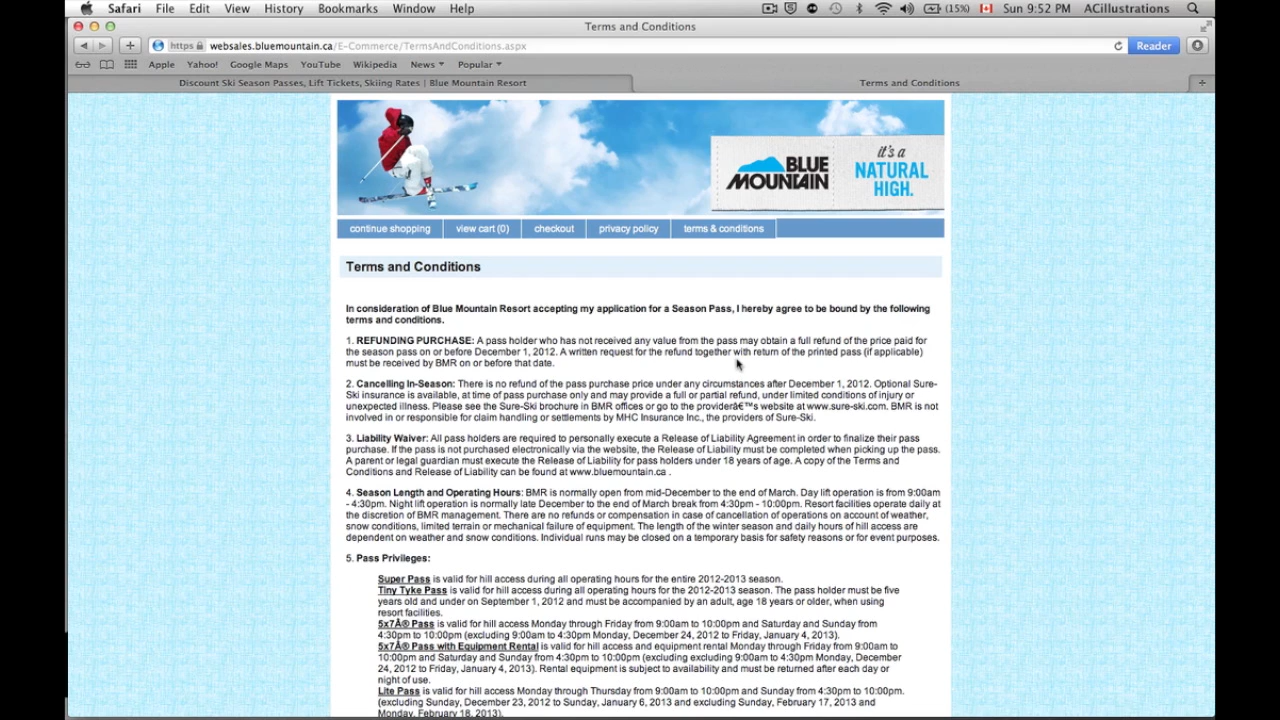 Safari File Edit View History Bookmarks Window Help (15%) Sun 9:52 PM ACillustrations
Terms and Conditions
https websales.bluemountain.ca/E-Commerce/TermsAndConditions.aspx Reader
Apple Yahoo! Google Maps YouTube Wikipedia News Popular
Discount Ski Season Passes, Lift Tickets, Skiing Rates | Blue Mountain Resort Terms and Conditions +
BLUE MOUNTAIN
it's a
NATURAL
HIGH.
continue shopping view cart (0) checkout privacy policy terms & conditions
Terms and Conditions
In consideration of Blue Mountain Resort accepting my application for a Season Pass, I hereby agree to be bound by the following
terms and conditions.
1. REFUNDING PURCHASE: A pass holder who has not received any value from the pass may obtain a full refund of the price paid for
the season pass on or before December 1, 2012. A written request for the refund together with return of the printed pass (if applicable)
must be received by BMR on or before that date.
2. Cancelling In-Season: There is no refund of the pass purchase price under any circumstances after December 1, 2012. Optional Sure-
Ski insurance is available, at time of pass purchase only and may provide a full or partial refund, under limited conditions of injury or
unexpected illness. Please see the Sure-Ski brochure in BMR offices or go to the providerâ€™s website at www.sure-ski.com. BMR is not
involved in or responsible for claim handling or settlements by MHC Insurance Inc., the providers of Sure-Ski.
3. Liability Waiver: All pass holders are required to personally execute a Release of Liability Agreement in order to finalize their pass
purchase. If the pass is not purchased electronically via the website, the Release of Liability must be completed when picking up the pass.
A parent or legal guardian must execute the Release of Liability for pass holders under 18 years of age. A copy of the Terms and
Conditions and Release of Liability can be found at www.bluemountain.ca .
4. Season Length and Operating Hours: BMR is normally open from mid-December to the end of March. Day lift operation is from 9:00am
- 4:30pm. Night lift operation is normally late December to the end of March break from 4:30pm - 10:00pm. Resort facilities operate daily at
the discretion of BMR management. There are no refunds or compensation in case of cancellation of operations on account of weather,
snow conditions, limited terrain or mechanical failure of equipment. The length of the winter season and daily hours of hill access are
dependent on weather and snow conditions. Individual runs may be closed on a temporary basis for safety reasons or for event purposes.
5. Pass Privileges:
Super Pass is valid for hill access during all operating hours for the entire 2012-2013 season.
Tiny Tyke Pass is valid for hill access during all operating hours for the 2012-2013 season. The pass holder must be five
years old and under on September 1, 2012 and must be accompanied by an adult, age 18 years or older, when using
resort facilities.
5x7Â® Pass is valid for hill access Monday through Friday from 9:00am to 10:00pm and Saturday and Sunday from
4:30pm to 10:00pm (excluding 9:00am to 4:30pm Monday, December 24, 2012 to Friday, January 4, 2013).
5x7Â® Pass with Equipment Rental is valid for hill access and equipment rental Monday through Friday from 9:00am to
10:00pm and Saturday and Sunday from 4:30pm to 10:00pm (excluding excluding 9:00am to 4:30pm Monday, December
24, 2012 to Friday, January 4, 2013). Rental equipment is subject to availability and must be returned after each day or
night of use.
Lite Pass is valid for hill access Monday through Thursday from 9:00am to 10:00pm and Sunday from 4:30pm to 10:00pm.
(excluding Sunday, December 23, 2012 to Sunday, January 6, 2013 and excluding Sunday, February 17, 2013 and
Monday, February 18, 2013).